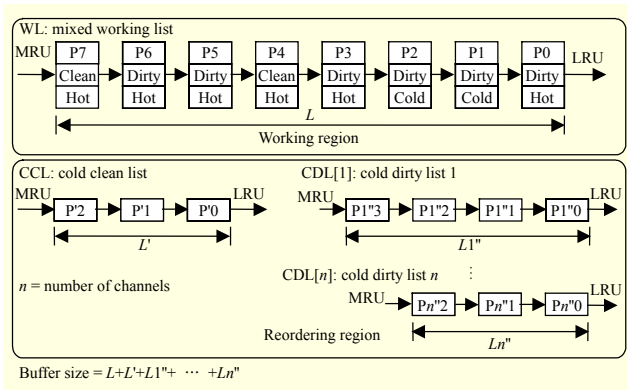 WL: mixed working list
MRU P7 P6 P5 P4 P3 P2 P1 P0 LRU
Clean Dirty Dirty Clean Dirty Dirty Dirty Dirty
Hot Hot Hot Hot Hot Cold Cold Hot
L
Working region
CCL: cold clean list
MRU P'2 P'1 P'0 LRU
L'
n = number of channels
CDL[1]: cold dirty list 1
MRU P1"3 P1"2 P1"1 P1"0 LRU
L1"
CDL[n]: cold dirty list n ⋮
MRU Pn"2 Pn"1 Pn"0 LRU
Ln"
Reordering region
Buffer size = L+L'+L1"+ ⋯ +Ln"